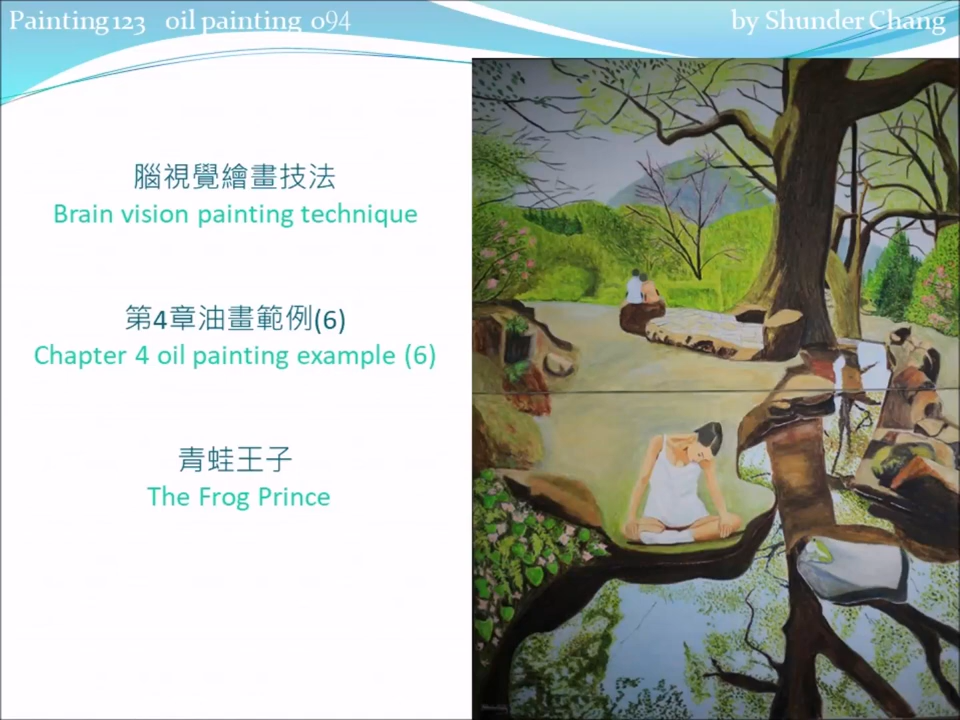 Painting123 oil painting 094
by Shunder Chang
腦視覺繪畫技法
Brain vision painting technique
第4章油畫範例(6)
Chapter 4 oil painting example (6)
青蛙王子
The Frog Prince